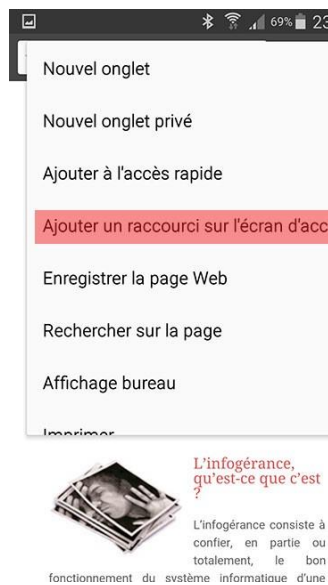 69% 23
Nouvel onglet
Nouvel onglet privé
Ajouter à l'accès rapide
Ajouter un raccourci sur l'écran d'acc
Enregistrer la page Web
Rechercher sur la page
Affichage bureau
Imprimer
L'infogérance,
qu'est-ce que c'est
?
L'infogérance consiste à
confier, en partie ou
totalement, le bon
fonctionnement du système informatique d'une